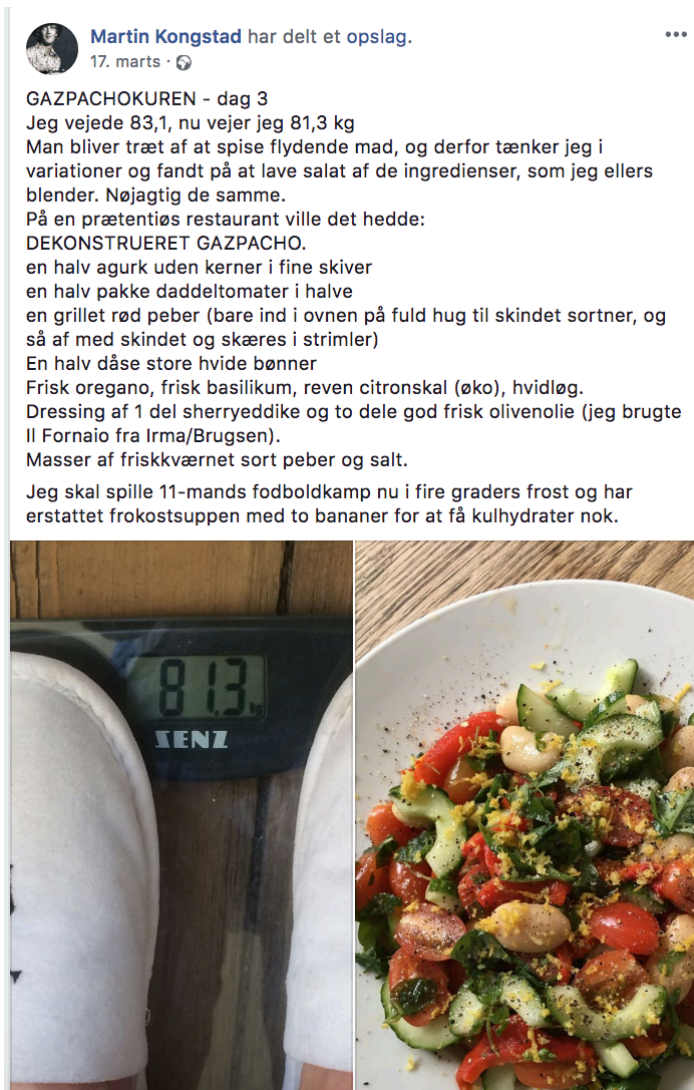 Martin Kongstad har delt et opslag.
17. marts ·
GAZPACHOKUREN - dag 3
Jeg vejede 83,1, nu vejer jeg 81,3 kg
Man bliver træt af at spise flydende mad, og derfor tænker jeg i
variationer og fandt på at lave salat af de ingredienser, som jeg ellers
blender. Nøjagtig de samme.
På en prætentiøs restaurant ville det hedde:
DEKONSTRUERET GAZPACHO.
en halv agurk uden kerner i fine skiver
en halv pakke daddeltomater i halve
en grillet rød peber (bare ind i ovnen på fuld hug til skindet sortner, og
så af med skindet og skæres i strimler)
En halv dåse store hvide bønner
Frisk oregano, frisk basilikum, reven citronskal (øko), hvidløg.
Dressing af 1 del sherryeddike og to dele god frisk olivenolie (jeg brugte
Il Fornaio fra Irma/Brugsen).
Masser af friskkværnet sort peber og salt.
Jeg skal spille 11-mands fodboldkamp nu i fire graders frost og har
erstattet frokostsuppen med to bananer for at få kulhydrater nok.
81.3 kg
SENZ